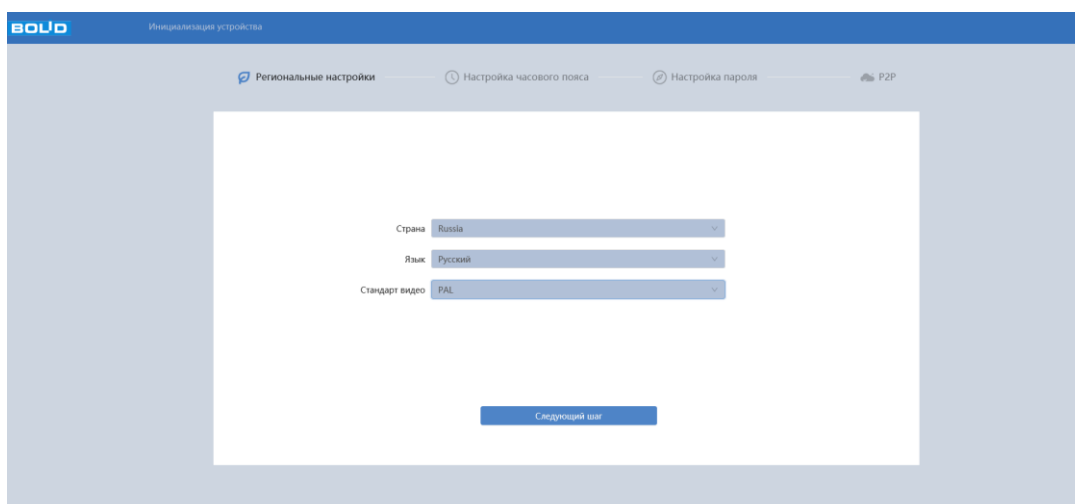 BOLID Инициализация устройства
Региональные настройки Настройка часового пояса Настройка пароля P2P
Страна Russia
Язык Русский
Стандарт видео PAL
Следующий шаг